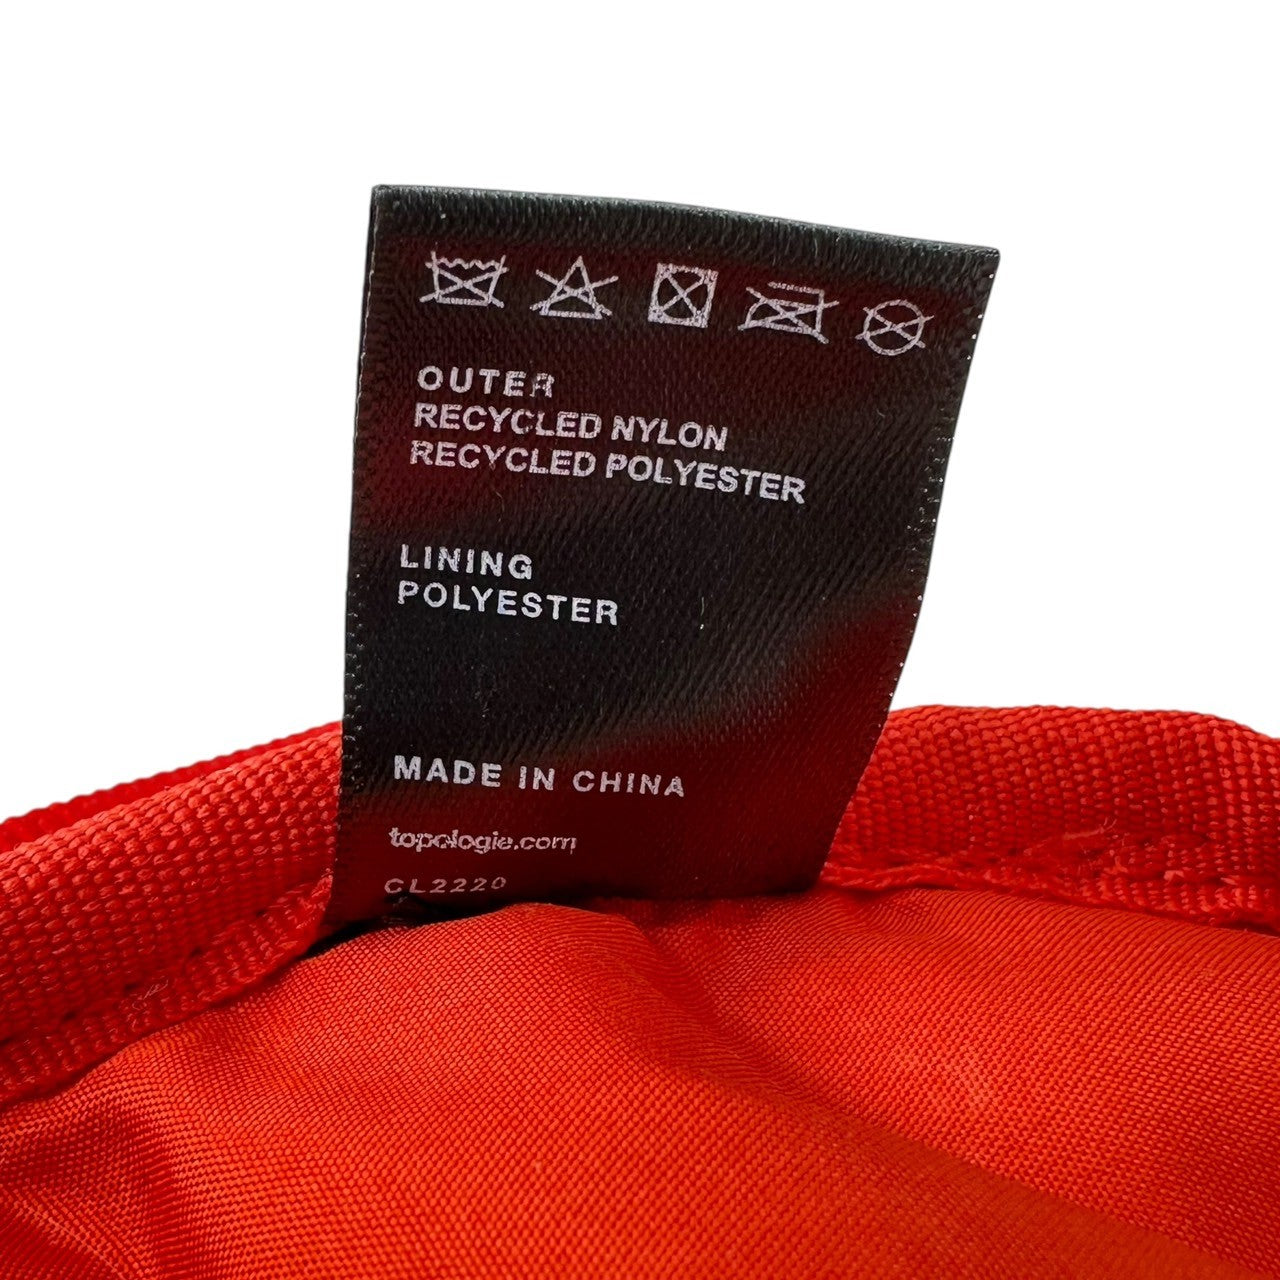 OUTER
RECYCLED NYLON
RECYCLED POLYESTER
LINING
POLYESTER
MADE IN CHINA
topologie.com
CL2220